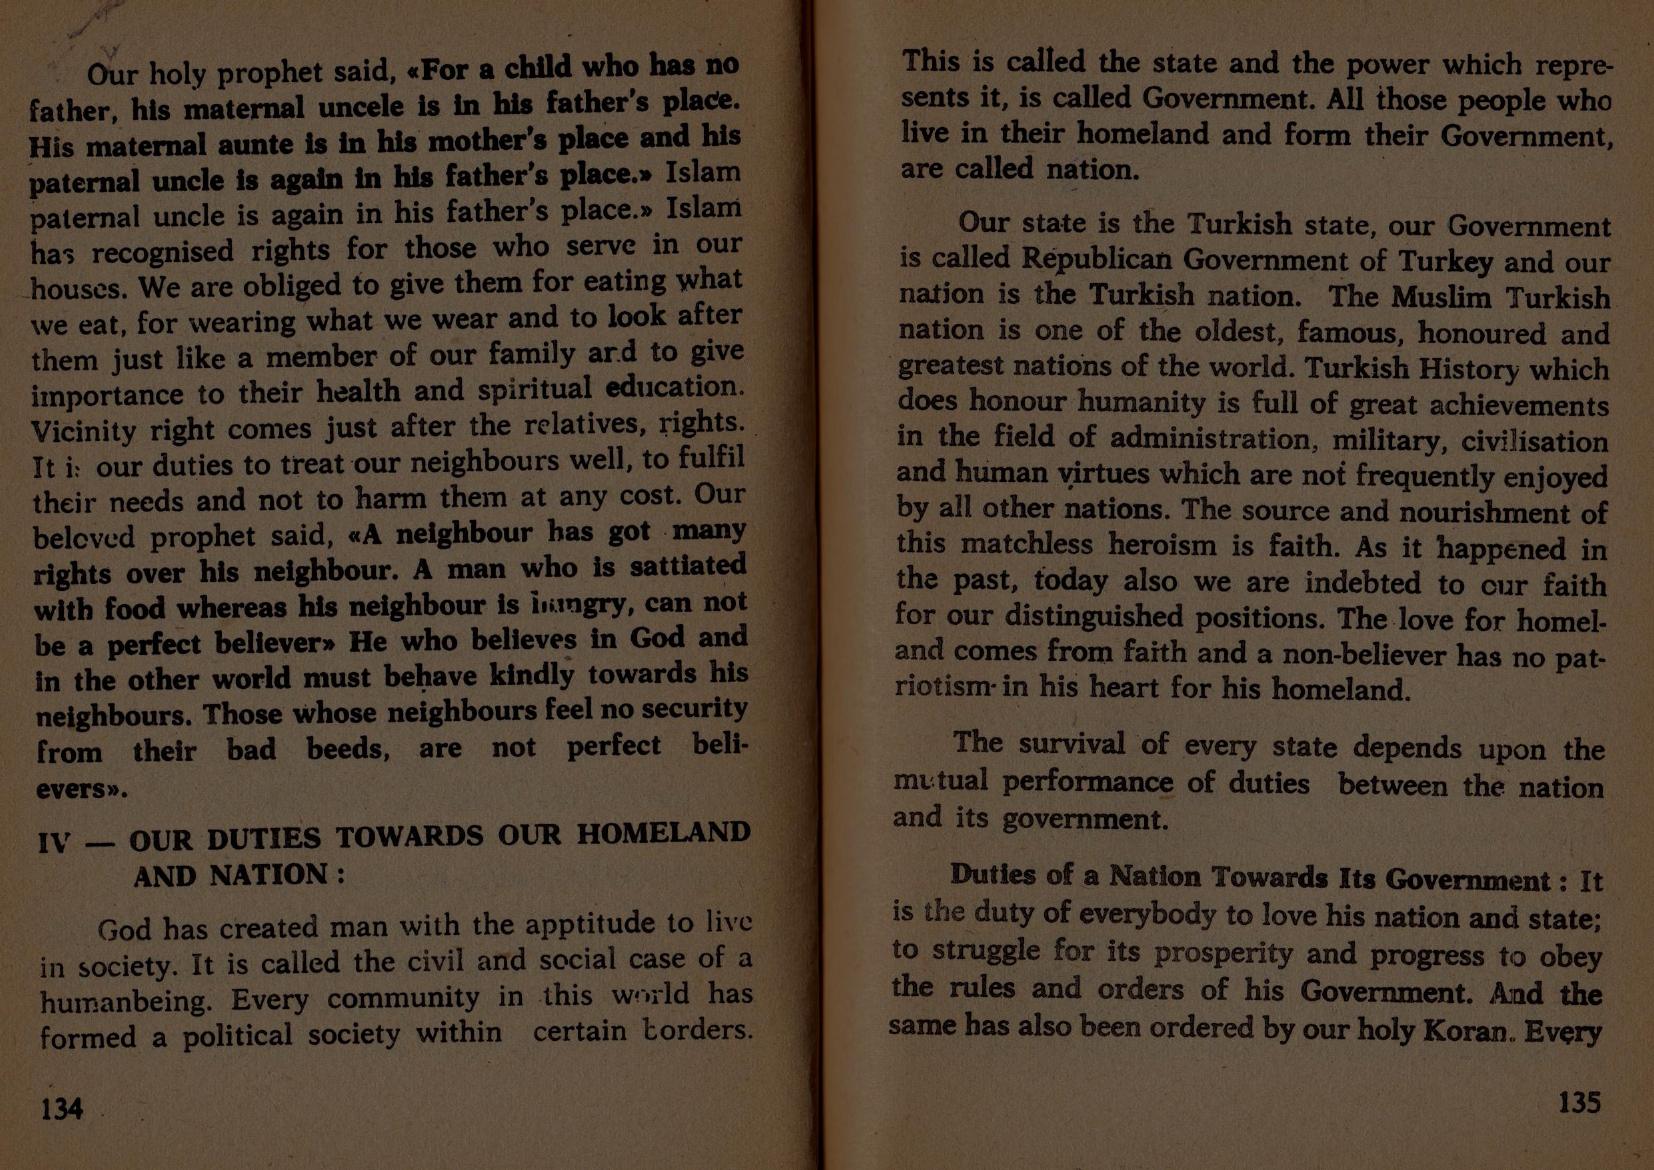 Our holy prophet said, «For a child who has no
father, his maternal uncele is in his father's place.
His maternal aunte is in his mother's place and his
paternal uncle is again in his father's place.» Islam
paternal uncle is again in his father's place.» Islam
has recognised rights for those who serve in our
houses. We are obliged to give them for eating what
we eat, for wearing what we wear and to look after
them just like a member of our family ard to give
importance to their health and spiritual education.
Vicinity right comes just after the relatives, rights.
It is our duties to treat our neighbours well, to fulfil
their needs and not to harm them at any cost. Our
beloved prophet said, «A neighbour has got many
rights over his neighbour. A man who is sattiated
with food whereas his neighbour is hungry, can not
be a perfect believer» He who believes in God and
in the other world must behave kindly towards his
neighbours. Those whose neighbours feel no security
from their bad beeds, are not perfect beli-
evers».
IV — OUR DUTIES TOWARDS OUR HOMELAND
AND NATION :
God has created man with the apptitude to live
in society. It is called the civil and social case of a
humanbeing. Every community in this world has
formed a political society within certain borders.
134
This is called the state and the power which repre-
sents it, is called Government. All those people who
live in their homeland and form their Government,
are called nation.
Our state is the Turkish state, our Government
is called Republican Government of Turkey and our
nation is the Turkish nation. The Muslim Turkish
nation is one of the oldest, famous, honoured and
greatest nations of the world. Turkish History which
does honour humanity is full of great achievements
in the field of administration, military, civilisation
and human virtues which are not frequently enjoyed
by all other nations. The source and nourishment of
this matchless heroism is faith. As it happened in
the past, today also we are indebted to our faith
for our distinguished positions. The love for homel-
and comes from faith and a non-believer has no pat-
riotism in his heart for his homeland.
The survival of every state depends upon the
mutual performance of duties between the nation
and its government.
Duties of a Nation Towards Its Government : It
is the duty of everybody to love his nation and state;
to struggle for its prosperity and progress to obey
the rules and orders of his Government. And the
same has also been ordered by our holy Koran. Every
135